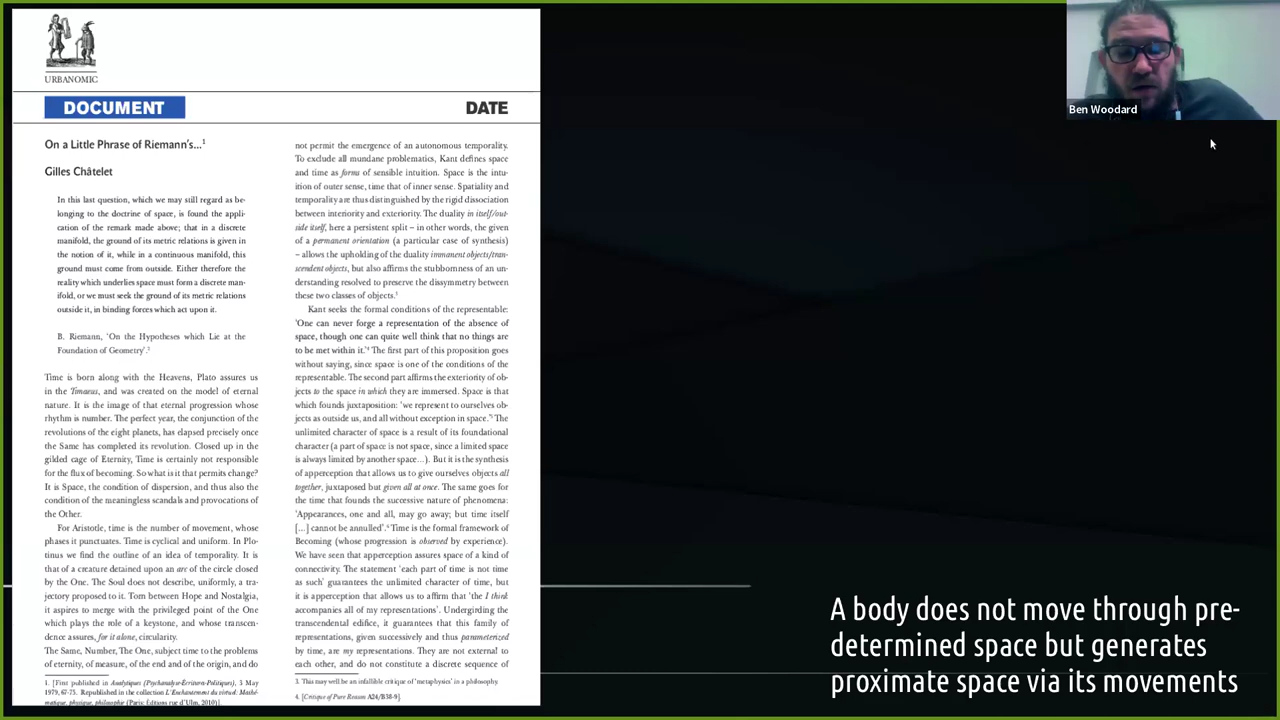 URBANOMIC
DOCUMENT
DATE
On a Little Phrase of Riemann's...1
Gilles Châtelet
In this last question, which we may still regard as be-
longing to the doctrine of space, is found the appli-
cation of the remark made above; that in a discrete
manifold, the ground of its metric relations is given in
the notion of it, while in a continuous manifold, this
ground must come from outside. Either therefore the
reality which underlies space must form a discrete man-
ifold, or we must seek the ground of its metric relations
outside it, in binding forces which act upon it.
B. Riemann, 'On the Hypotheses which Lie at the
Foundation of Geometry'.2
Time is born along with the Heavens, Plato assures us
in the Timaeus, and was created on the model of eternal
nature. It is the image of that eternal progression whose
rhythm is number. The perfect year, the conjunction of the
revolutions of the eight planets, has elapsed precisely once
the Same has completed its revolution. Closed up in the
gilded cage of Eternity, Time is certainly not responsible
for the flux of becoming. So what is it that permits change?
It is Space, the condition of dispersion, and thus also the
condition of the meaningless scandals and provocations of
the Other.
For Aristotle, time is the number of movement, whose
phases it punctuates. Time is cyclical and uniform. In Plo-
tinus we find the outline of an idea of temporality. It is
that of a creature detained upon an arc of the circle closed
by the One. The Soul does not describe, uniformly, a tra-
jectory proposed to it. Torn between Hope and Nostalgia,
it aspires to merge with the privileged point of the One
which plays the role of a keystone, and whose transcen-
dence assures, for it alone, circularity.
The Same, Number, The One, subject time to the problems
of eternity, of measure, of the end and of the origin, and do
1. [First published in Analytiques (Psychanalyse-Écritures-Politiques), 3 May
1979, 67-75. Republished in the collection L'Enchantement du virtuel: Mathé-
matique, physique, philosophie (Paris: Éditions rue d'Ulm, 2010)].
not permit the emergence of an autonomous temporality.
To exclude all mundane problematics, Kant defines space
and time as forms of sensible intuition. Space is the intu-
ition of outer sense, time that of inner sense. Spatiality and
temporality are thus distinguished by the rigid dissociation
between interiority and exteriority. The duality in itself/out-
side itself, here a persistent split – in other words, the given
of a permanent orientation (a particular case of synthesis)
– allows the upholding of the duality immanent objects/tran-
scendent objects, but also affirms the stubbornness of an un-
derstanding resolved to preserve the dissymmetry between
these two classes of objects.3
Kant seeks the formal conditions of the representable:
'One can never forge a representation of the absence of
space, though one can quite well think that no things are
to be met within it.'4 The first part of this proposition goes
without saying, since space is one of the conditions of the
representable. The second part affirms the exteriority of ob-
jects to the space in which they are immersed. Space is that
which founds juxtaposition: 'we represent to ourselves ob-
jects as outside us, and all without exception in space.'5 The
unlimited character of space is a result of its foundational
character (a part of space is not space, since a limited space
is always limited by another space...). But it is the synthesis
of apperception that allows us to give ourselves objects all
together, juxtaposed but given all at once. The same goes for
the time that founds the successive nature of phenomena:
'Appearances, one and all, may go away; but time itself
[...] cannot be annulled'.6 Time is the formal framework of
Becoming (whose progression is observed by experience).
We have seen that apperception assures space of a kind of
connectivity. The statement 'each part of time is not time
as such' guarantees the unlimited character of time, but
it is apperception that allows us to affirm that 'the I think
accompanies all of my representations'. Undergirding the
transcendental edifice, it guarantees that this family of
representations, given successively and thus parameterized
by time, are my representations. They are not external to
each other, and do not constitute a discrete sequence of
3. This may well be an infallible critique of 'metaphysics' in a philosophy.
4. [Critique of Pure Reason A24/B38-9].
Ben Woodard
A body does not move through pre-
determined space but generates
proximate space via its movements